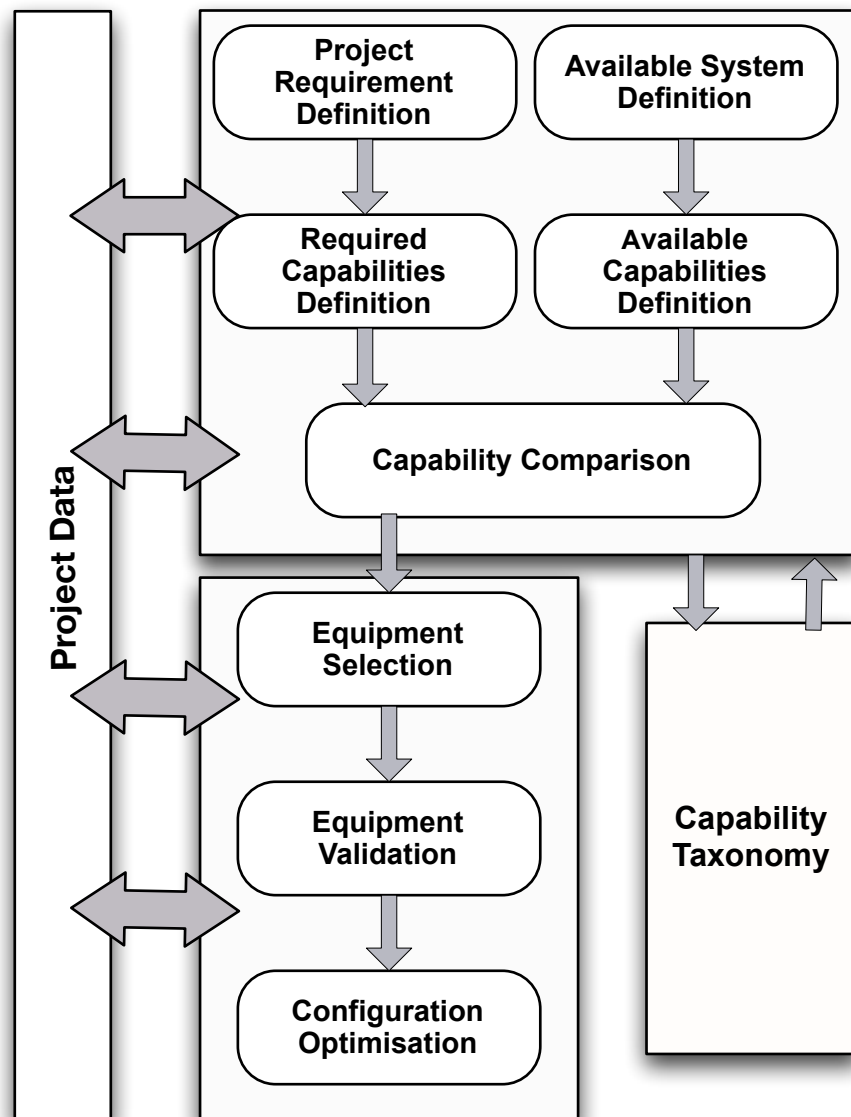 Project
Requirement
Definition
Available System
Definition
Required
Capabilities
Definition
Available
Capabilities
Definition
Capability Comparison
Project Data
Equipment
Selection
Equipment
Validation
Capability
Taxonomy
Configuration
Optimisation